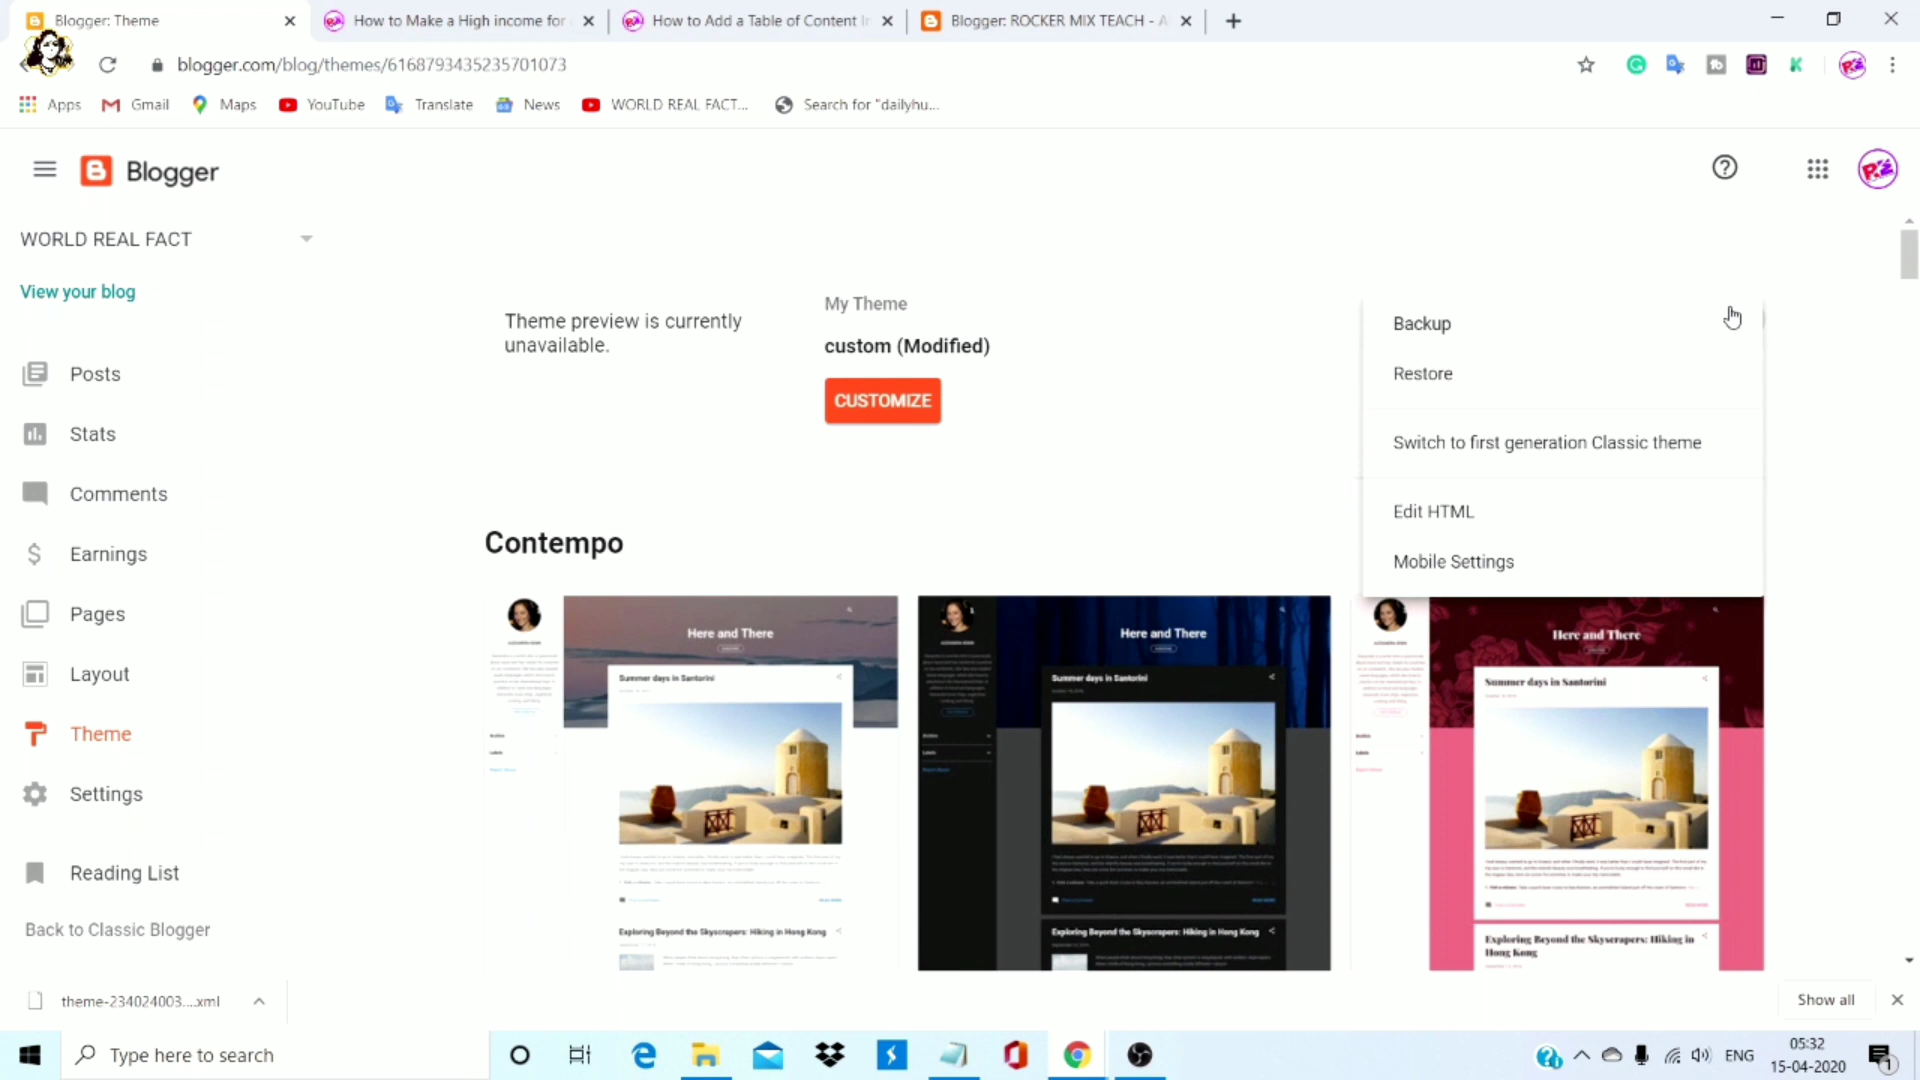 Blogger: Theme
How to Make a High income for
How to Add a Table of Content In
Blogger: ROCKER MIX TEACH - A
blogger.com/blog/themes/6168793435235701073
Apps
Gmail
Maps
YouTube
Translate
News
WORLD REAL FACT...
Search for "dailyhu...
Blogger
WORLD REAL FACT
View your blog
Posts
Stats
Comments
Earnings
Pages
Layout
Theme
Settings
Reading List
Back to Classic Blogger
Theme preview is currently
unavailable.
My Theme
custom (Modified)
CUSTOMIZE
Backup
Restore
Switch to first generation Classic theme
Edit HTML
Mobile Settings
Contempo
Here and There
Summer days in Santorini
Exploring Beyond the Skyscrapers: Hiking in Hong Kong
Here and There
Summer days in Santorini
Exploring Beyond the Skyscrapers: Hiking in Hong Kong
Here and There
Summer days in Santorini
Exploring Beyond the Skyscrapers: Hiking in
Hong Kong
theme-234024003....xml
Show all
Type here to search
ENG
05:32
15-04-2020
1